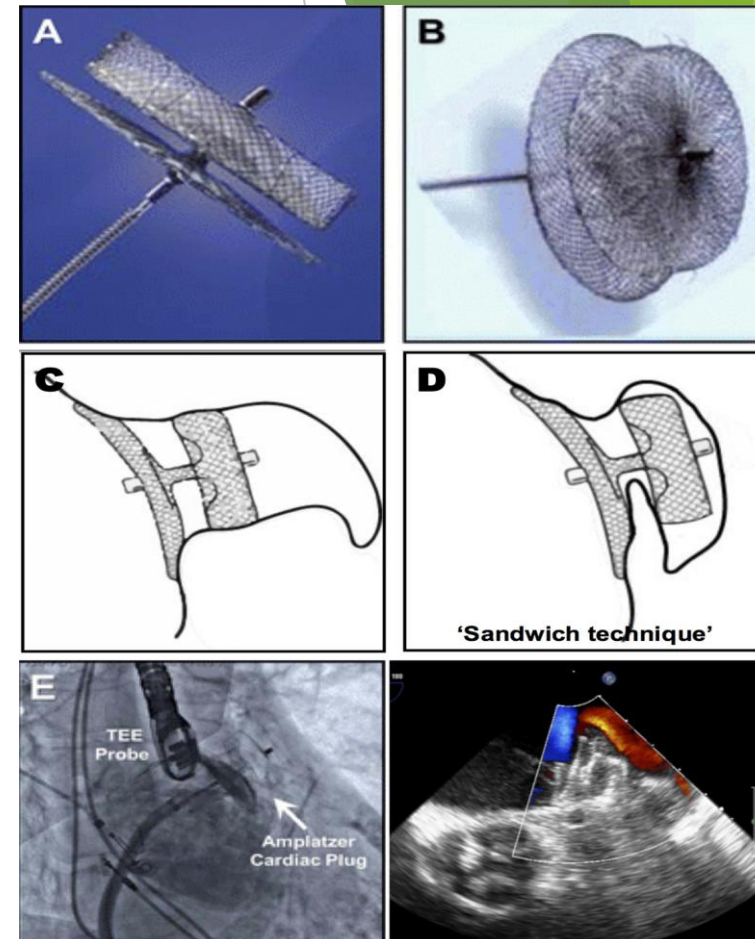 A
B
C
D
‘Sandwich technique’
E
TEE
Probe
Amplatzer
Cardiac Plug